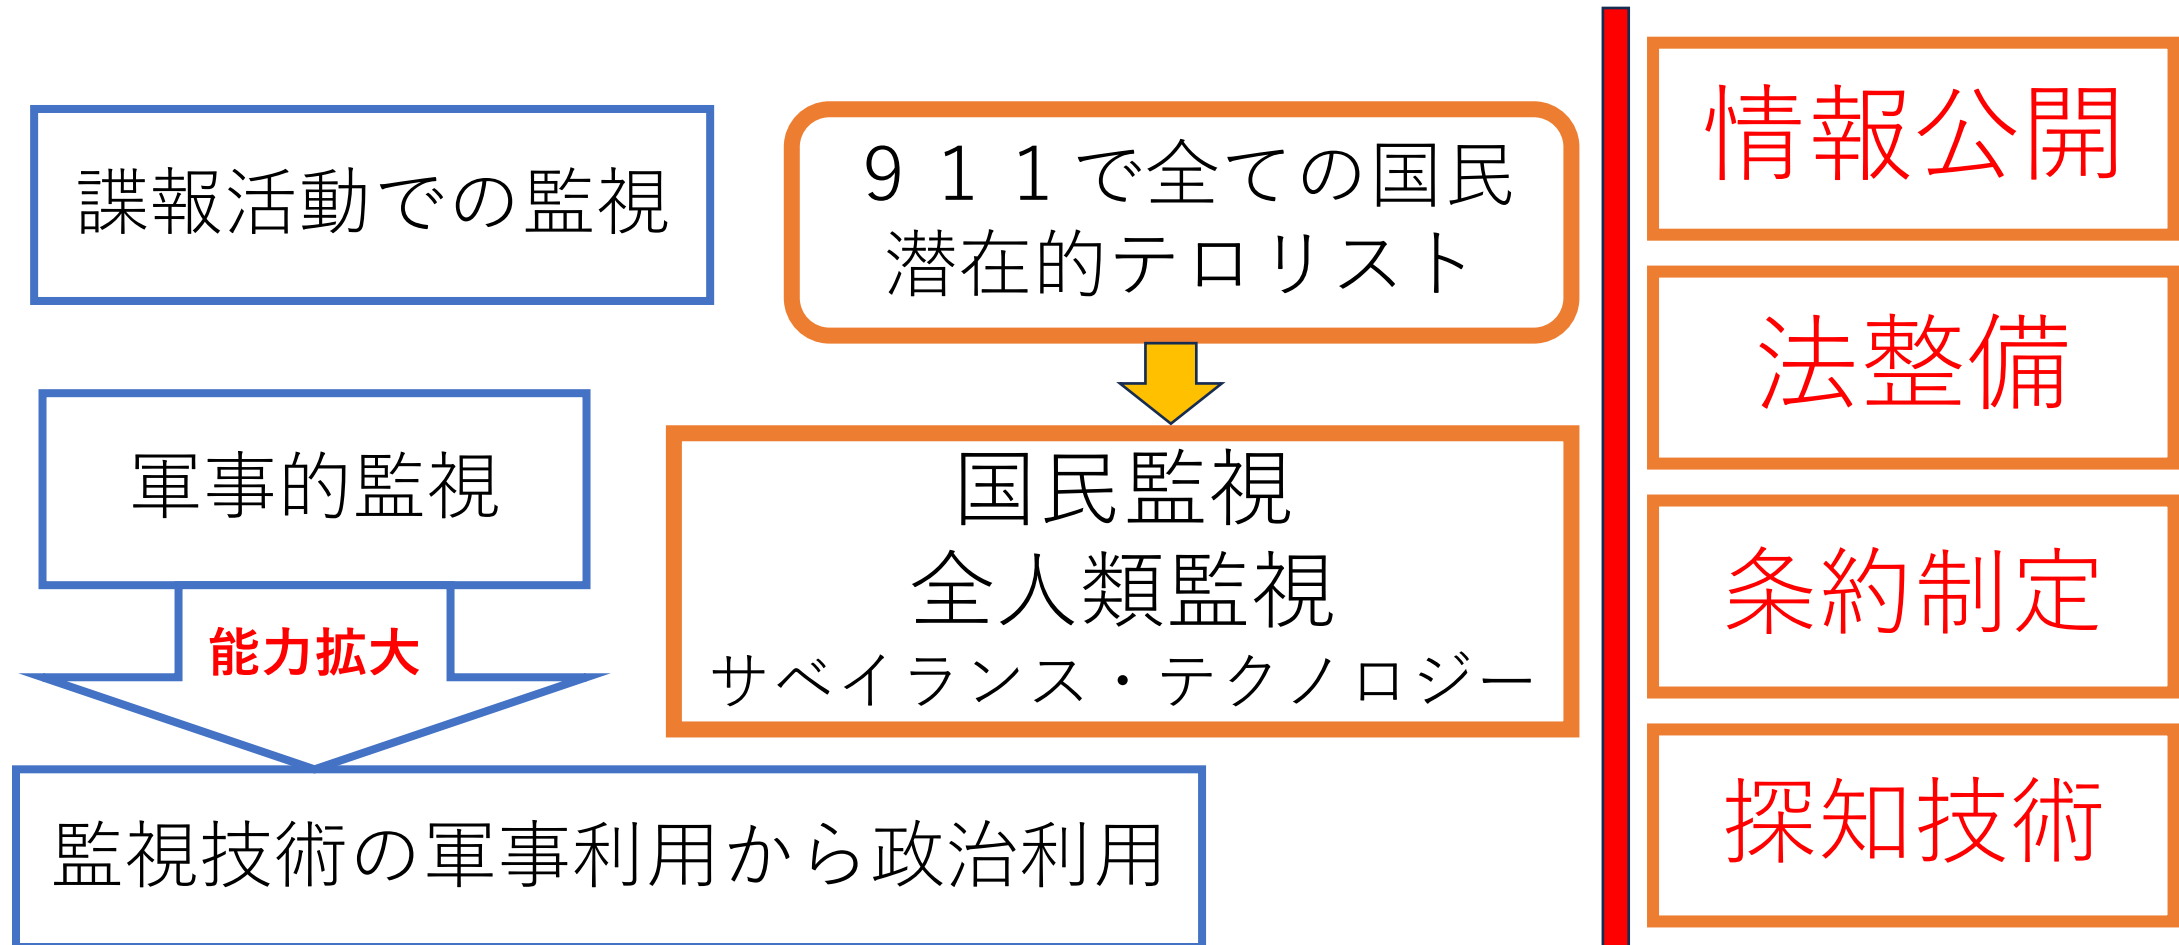 諜報活動での監視
９１１で全ての国民
潜在的テロリスト
軍事的監視
能力拡大
国民監視
全人類監視
サベイランス・テクノロジー
監視技術の軍事利用から政治利用
情報公開
法整備
条約制定
探知技術